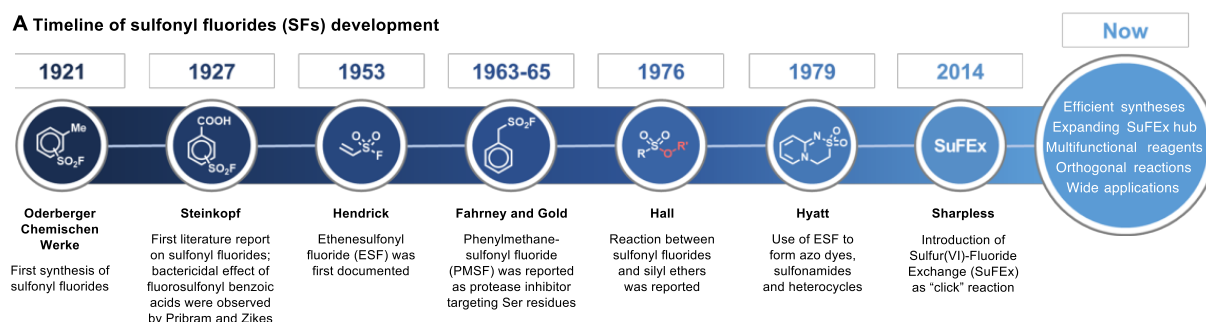 A Timeline of sulfonyl fluorides (SFs) development
Now
1921
1927
1953
1963-65
1976
1979
2014
Me
SO₂F
COOH
SO₂F
O O
S
F
SO₂F
O O
S
R O R'
N SO₂
N
SuFEx
Efficient syntheses
Expanding SuFEx hub
Multifunctional reagents
Orthogonal reactions
Wide applications
Oderberger
Chemischen
Werke
First synthesis of
sulfonyl fluorides
Steinkopf
First literature report
on sulfonyl fluorides;
bactericidal effect of
fluorosulfonyl benzoic
acids were observed
by Pribram and Zikes
Hendrick
Ethenesulfonyl
fluoride (ESF) was
first documented
Fahrney and Gold
Phenylmethane-
sulfonyl fluoride
(PMSF) was reported
as protease inhibitor
targeting Ser residues
Hall
Reaction between
sulfonyl fluorides
and silyl ethers
was reported
Hyatt
Use of ESF to
form azo dyes,
sulfonamides
and heterocycles
Sharpless
Introduction of
Sulfur(VI)-Fluoride
Exchange (SuFEx)
as “click” reaction